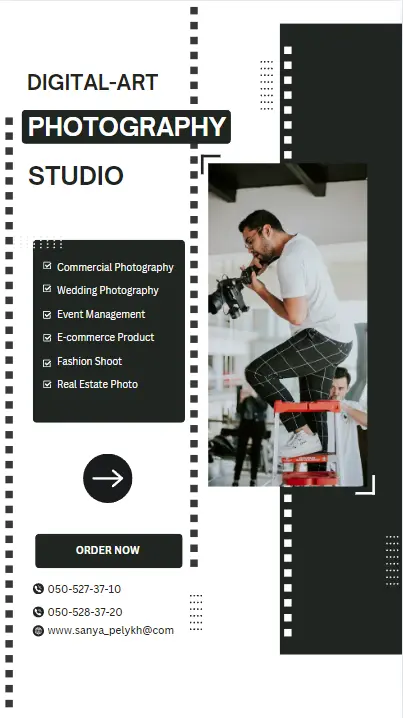 DIGITAL-ART
PHOTOGRAPHY
STUDIO
Commercial Photography
Wedding Photography
Event Management
E-commerce Product
Fashion Shoot
Real Estate Photo
ORDER NOW
050-527-37-10
050-528-37-20
www.sanya_pelykh@com